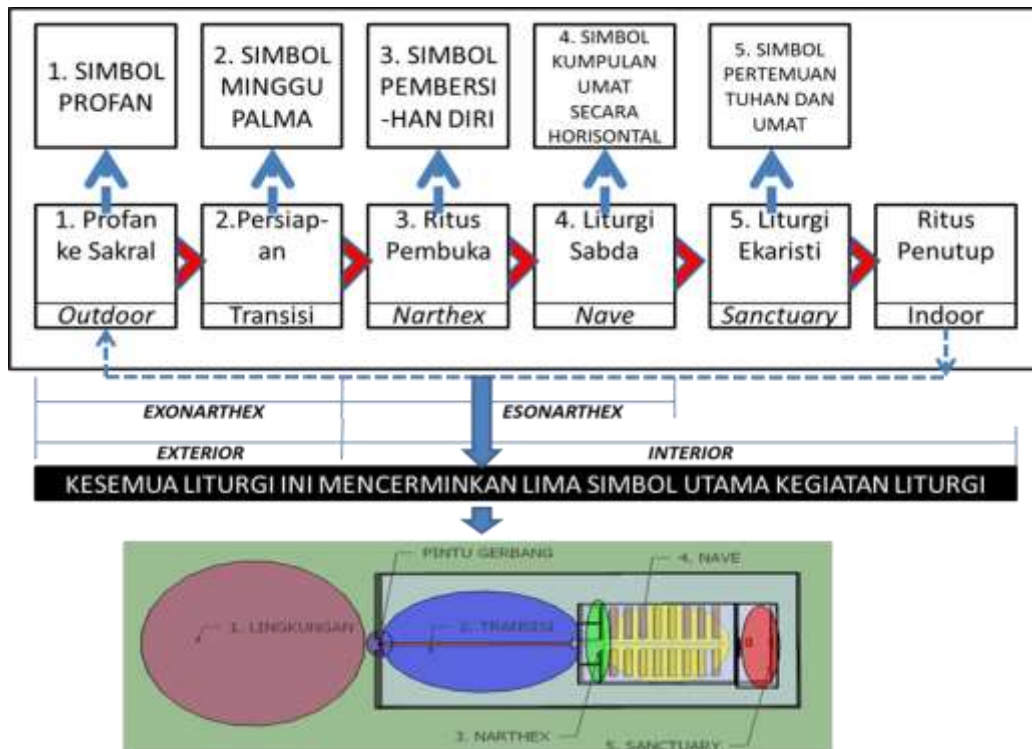 1. SIMBOL
PROFAN
2. SIMBOL
MINGGU
PALMA
3. SIMBOL
PEMBERSI
-HAN DIRI
4. SIMBOL
KUMPULAN
UMAT
SECARA
HORISONTAL
5. SIMBOL
PERTEMUAN
TUHAN DAN
UMAT
1. Profan
ke Sakral
Outdoor
2.Persiap-
an
Transisi
3. Ritus
Pembuka
Narthex
4. Liturgi
Sabda
Nave
5. Liturgi
Ekaristi
Sanctuary
Ritus
Penutup
Indoor
EXONARTHEX
ESONARTHEX
EXTERIOR
INTERIOR
KESEMUA LITURGI INI MENCERMINKAN LIMA SIMBOL UTAMA KEGIATAN LITURGI
PINTU GERBANG
4. NAVE
1. LINGKUNGAN
2. TRANSISI
3. NARTHEX
5. SANCTUARY